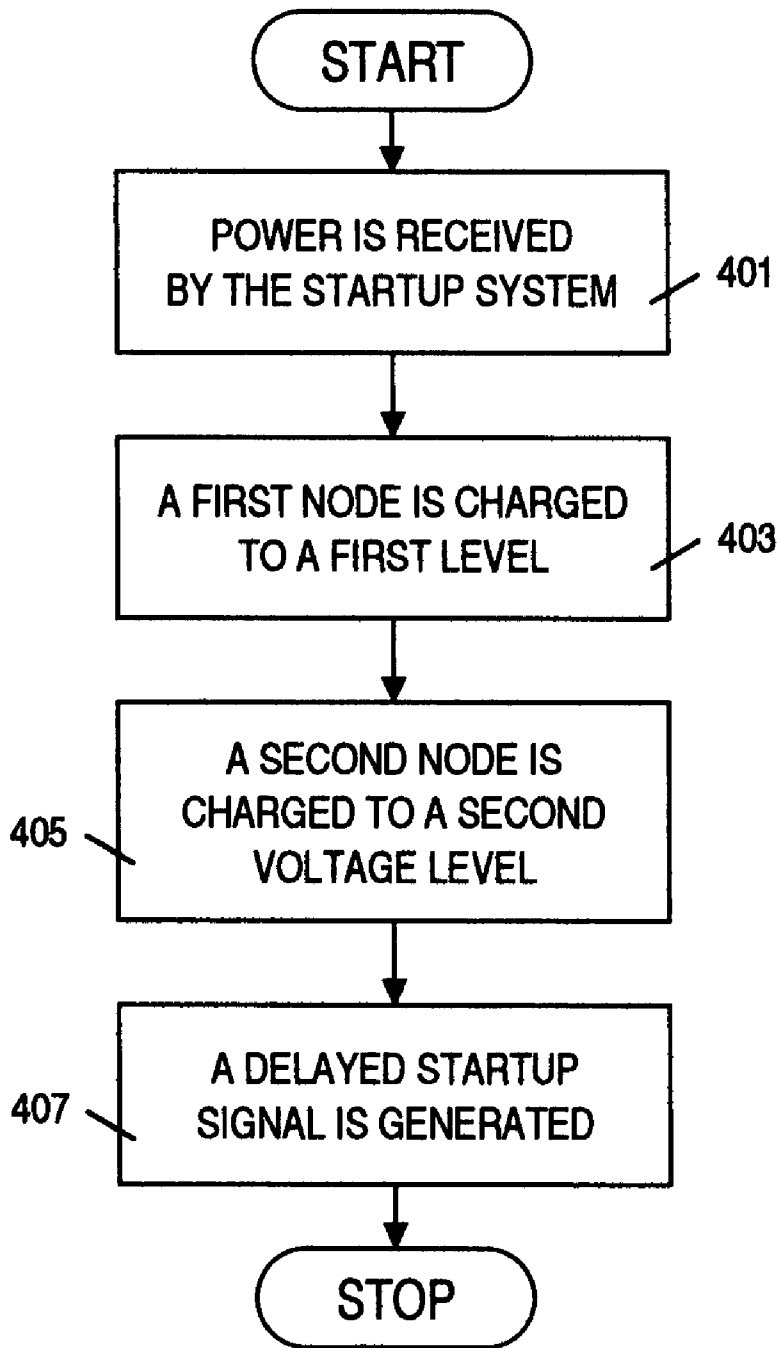 START
POWER IS RECEIVED
BY THE STARTUP SYSTEM
401
A FIRST NODE IS CHARGED
TO A FIRST LEVEL
403
A SECOND NODE IS
CHARGED TO A SECOND
VOLTAGE LEVEL
405
A DELAYED STARTUP
SIGNAL IS GENERATED
407
STOP